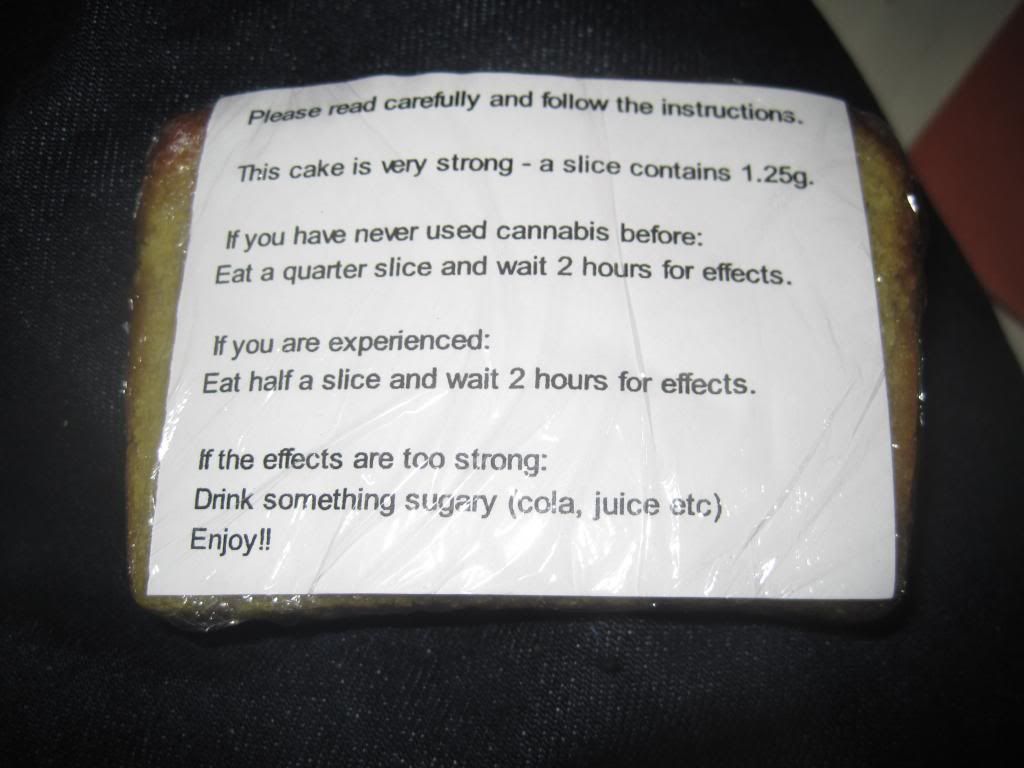 Please read carefully and follow the instructions.
This cake is very strong - a slice contains 1.25g.
If you have never used cannabis before:
Eat a quarter slice and wait 2 hours for effects.
If you are experienced:
Eat half a slice and wait 2 hours for effects.
If the effects are too strong:
Drink something sugary (cola, juice etc)
Enjoy!!